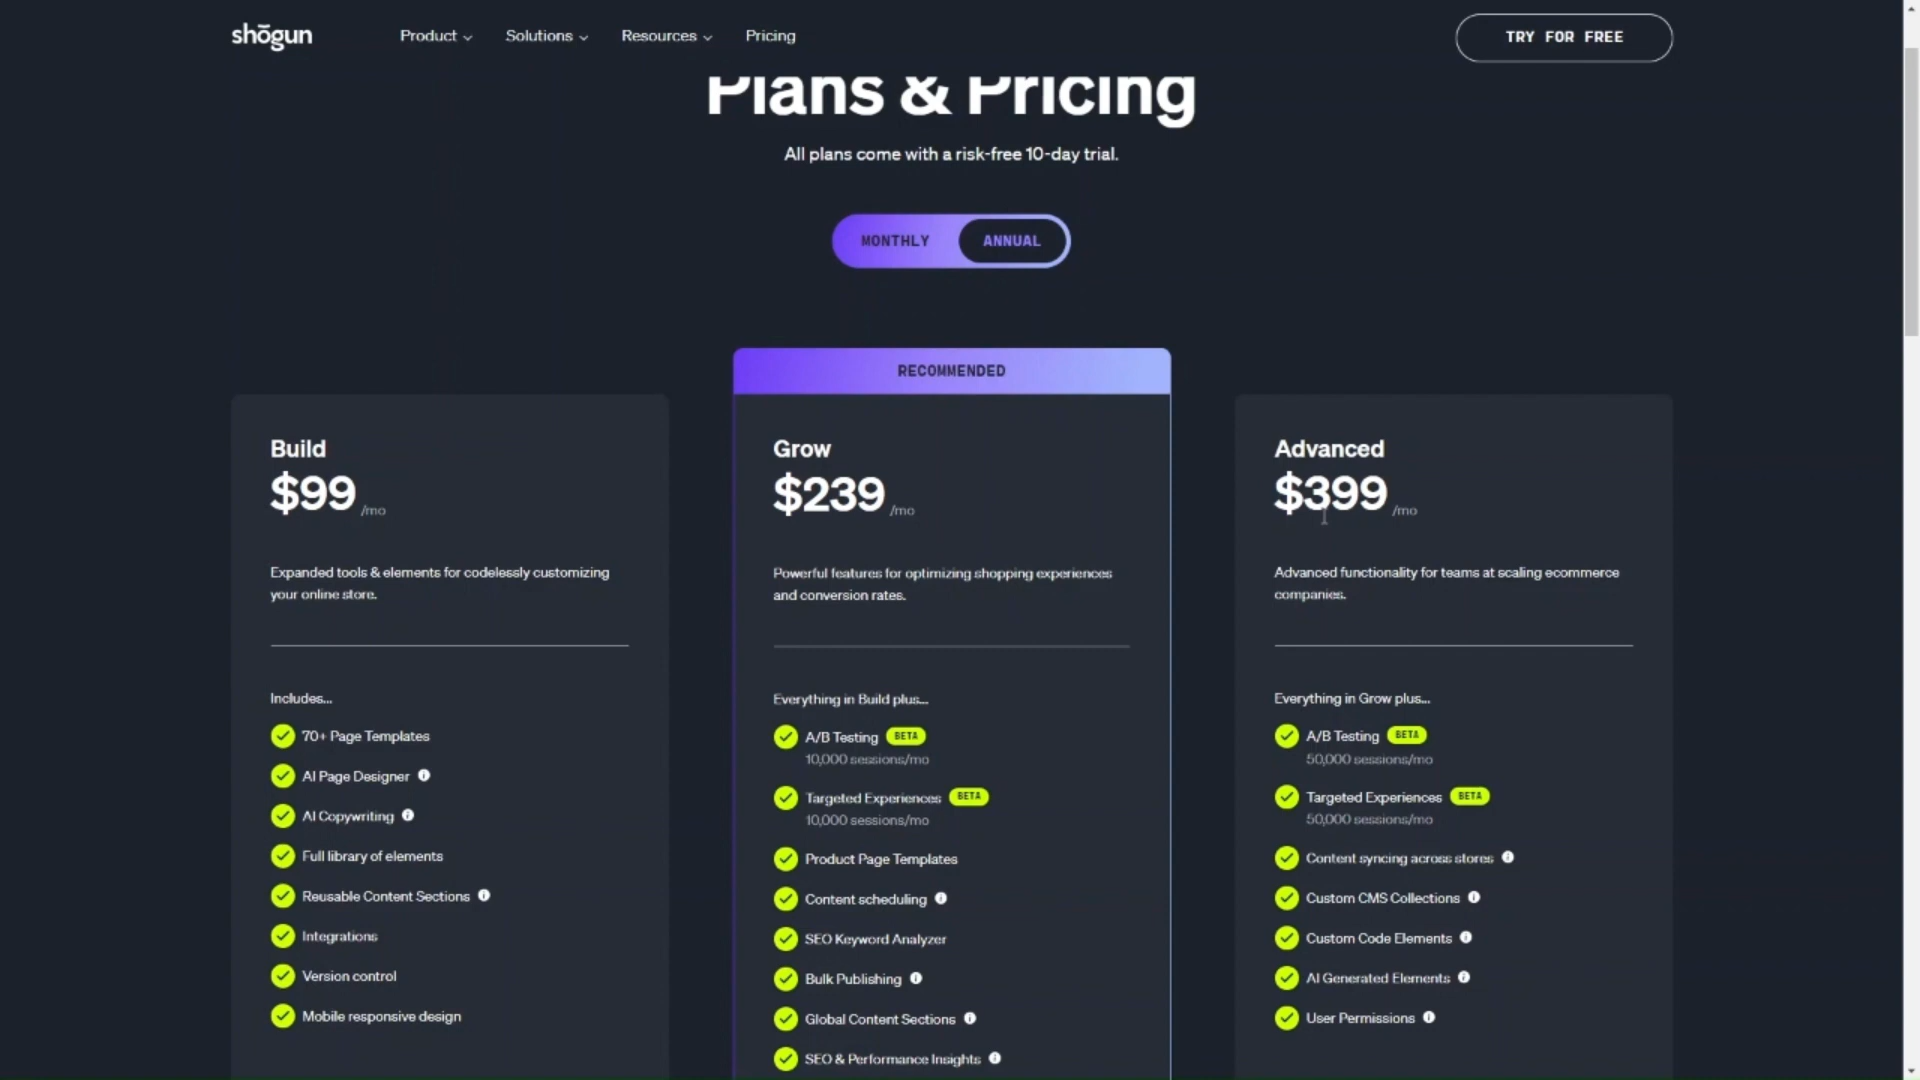 shōgun
Product
Solutions
Resources
Pricing
TRY FOR FREE
Plans & Pricing
All plans come with a risk-free 10-day trial.
MONTHLY
ANNUAL
RECOMMENDED
Build
$99 /mo
Expanded tools & elements for codelessly customizing
your online store.
Includes...
70+ Page Templates
AI Page Designer
AI Copywriting
Full library of elements
Reusable Content Sections
Integrations
Version control
Mobile responsive design
Grow
$239 /mo
Powerful features for optimizing shopping experiences
and conversion rates.
Everything in Build plus...
A/B Testing BETA
10,000 sessions/mo
Targeted Experiences BETA
10,000 sessions/mo
Product Page Templates
Content scheduling
SEO Keyword Analyzer
Bulk Publishing
Global Content Sections
SEO & Performance Insights
Advanced
$399 /mo
Advanced functionality for teams at scaling ecommerce
companies.
Everything in Grow plus...
A/B Testing BETA
50,000 sessions/mo
Targeted Experiences BETA
50,000 sessions/mo
Content syncing across stores
Custom CMS Collections
Custom Code Elements
AI Generated Elements
User Permissions